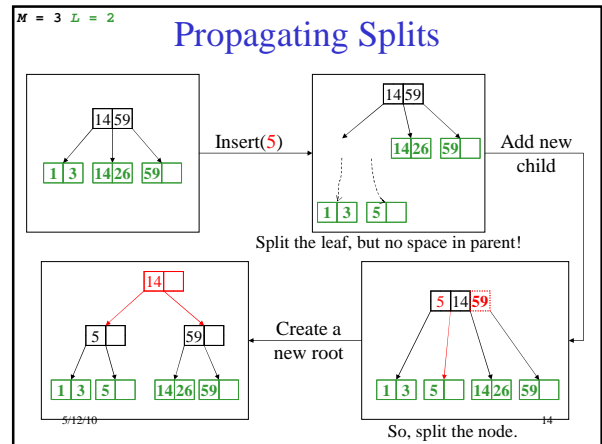 M = 3 L = 2
Propagating Splits
14 59
1 3 14 26 59
Insert(5)
14 59
14 26 59
1 3 5
Split the leaf, but no space in parent!
Add new
child
5 14 59
1 3 5 14 26 59
So, split the node.
Create a
new root
14
5 59
1 3 5 14 26 59
5/12/10
14